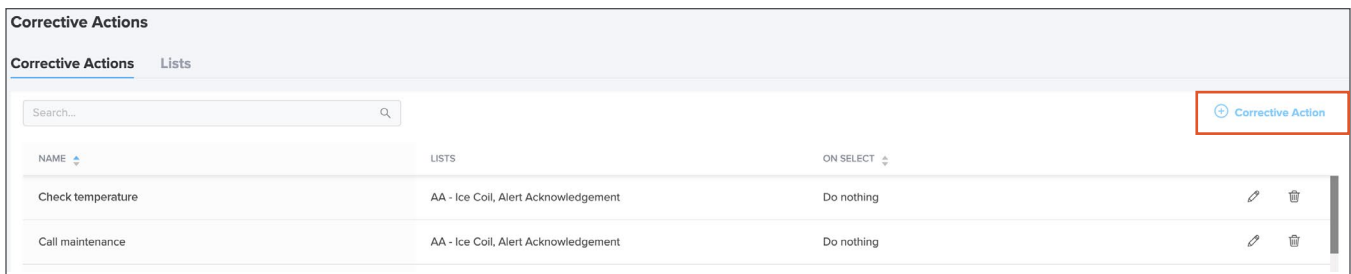 Corrective Actions
Corrective Actions Lists
Search... Corrective Action
NAME LISTS ON SELECT
Check temperature AA - Ice Coil, Alert Acknowledgement Do nothing
Call maintenance AA - Ice Coil, Alert Acknowledgement Do nothing